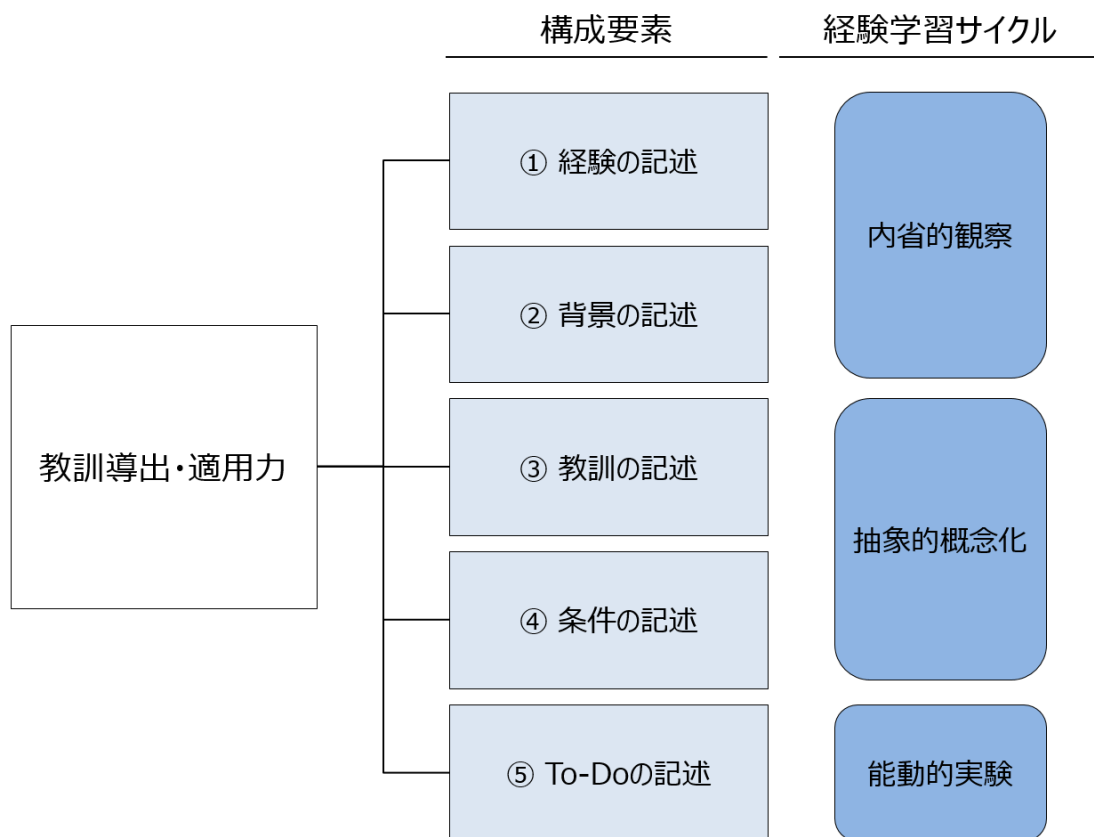 構成要素
経験学習サイクル
教訓導出・適用力
① 経験の記述
② 背景の記述
③ 教訓の記述
④ 条件の記述
⑤ To-Doの記述
内省的観察
抽象的概念化
能動的実験